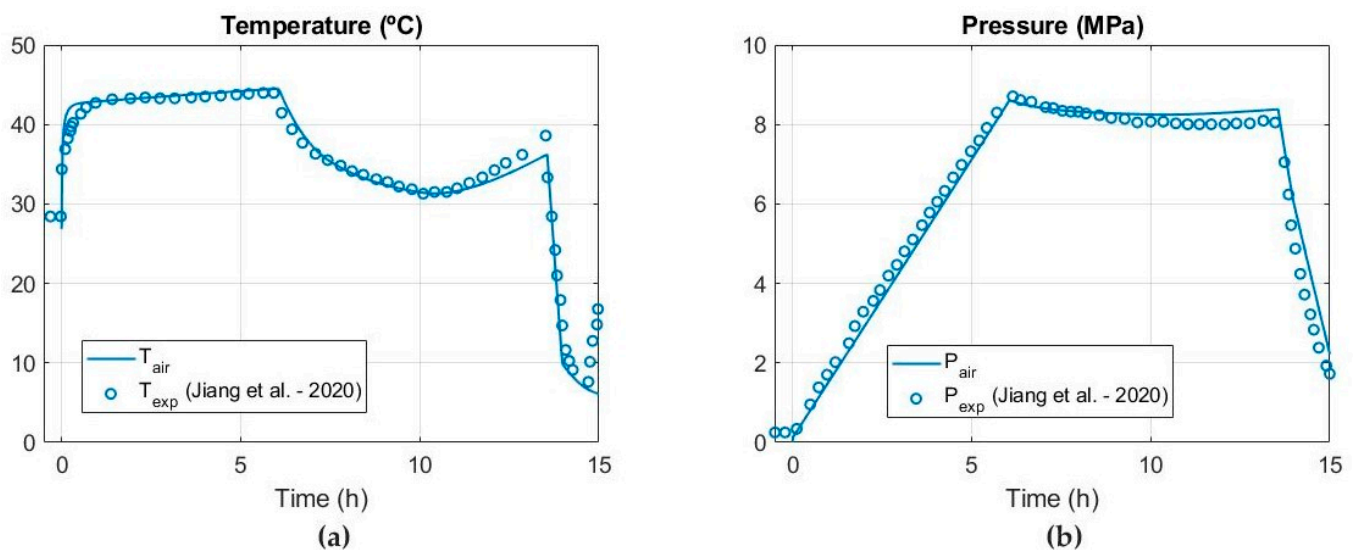 Temperature (ºC)
50
40
30
20
10
0
0
5
10
15
Time (h)
T_air
T_exp (Jiang et al. - 2020)
(a)
Pressure (MPa)
10
8
6
4
2
0
0
5
10
15
Time (h)
P_air
P_exp (Jiang et al. - 2020)
(b)